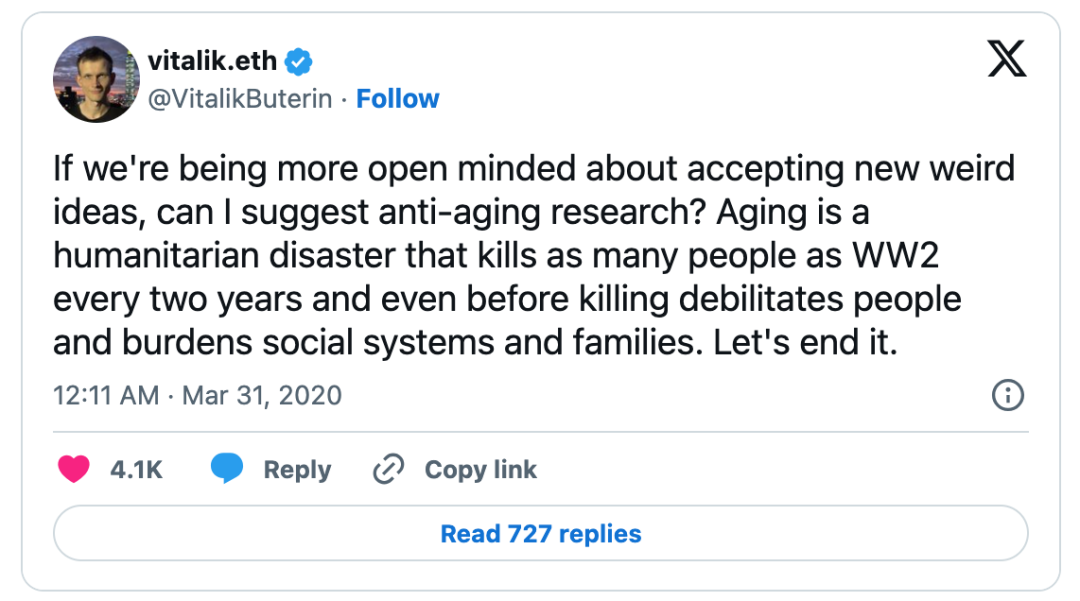 vitalik.eth
@VitalikButerin · Follow
If we're being more open minded about accepting new weird
ideas, can I suggest anti-aging research? Aging is a
humanitarian disaster that kills as many people as WW2
every two years and even before killing debilitates people
and burdens social systems and families. Let's end it.
12:11 AM · Mar 31, 2020
4.1K Reply Copy link
Read 727 replies